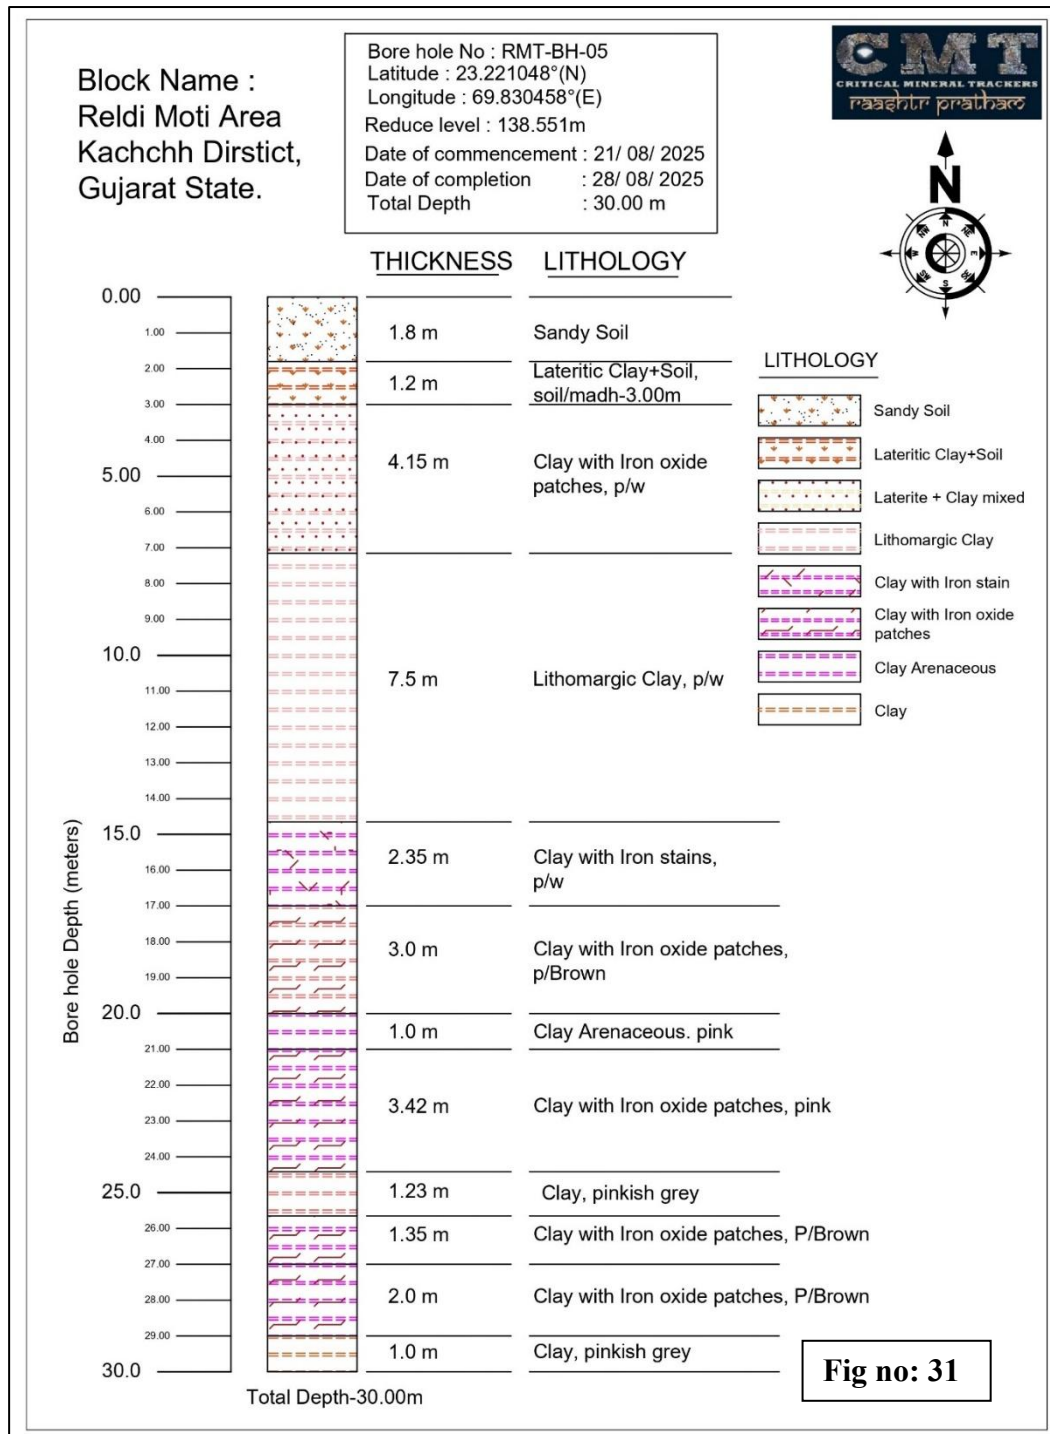 Block Name :
Reldi Moti Area
Kachchh Dirstict,
Gujarat State.
Bore hole No : RMT-BH-05
Latitude : 23.221048°(N)
Longitude : 69.830458°(E)
Reduce level : 138.551m
Date of commencement : 21/ 08/ 2025
Date of completion : 28/ 08/ 2025
Total Depth : 30.00 m
CMT
CRITICAL MINERAL TRACKERS
raashtr pratham
N
N
NE
E
SE
S
SW
W
NW
THICKNESS LITHOLOGY
0.00
1.00
2.00
3.00
4.00
5.00
6.00
7.00
8.00
9.00
10.0
11.00
12.00
13.00
14.00
15.0
16.00
17.00
18.00
19.00
20.0
21.00
22.00
23.00
24.00
25.0
26.00
27.00
28.00
29.00
30.0
Bore hole Depth (meters)
1.8 m Sandy Soil
1.2 m Lateritic Clay+Soil,
soil/madh-3.00m
4.15 m Clay with Iron oxide
patches, p/w
7.5 m Lithomargic Clay, p/w
2.35 m Clay with Iron stains,
p/w
3.0 m Clay with Iron oxide patches,
p/Brown
1.0 m Clay Arenaceous. pink
3.42 m Clay with Iron oxide patches, pink
1.23 m Clay, pinkish grey
1.35 m Clay with Iron oxide patches, P/Brown
2.0 m Clay with Iron oxide patches, P/Brown
1.0 m Clay, pinkish grey
LITHOLOGY
Sandy Soil
Lateritic Clay+Soil
Laterite + Clay mixed
Lithomargic Clay
Clay with Iron stain
Clay with Iron oxide
patches
Clay Arenaceous
Clay
Total Depth-30.00m
Fig no: 31